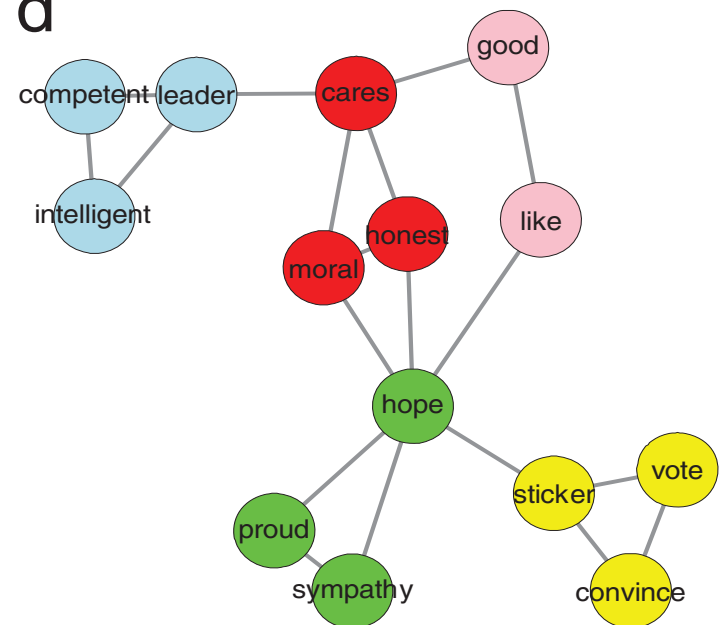 d
good
competent
leader
cares
intelligent
honest
like
moral
hope
vote
sticker
proud
sympathy
convince